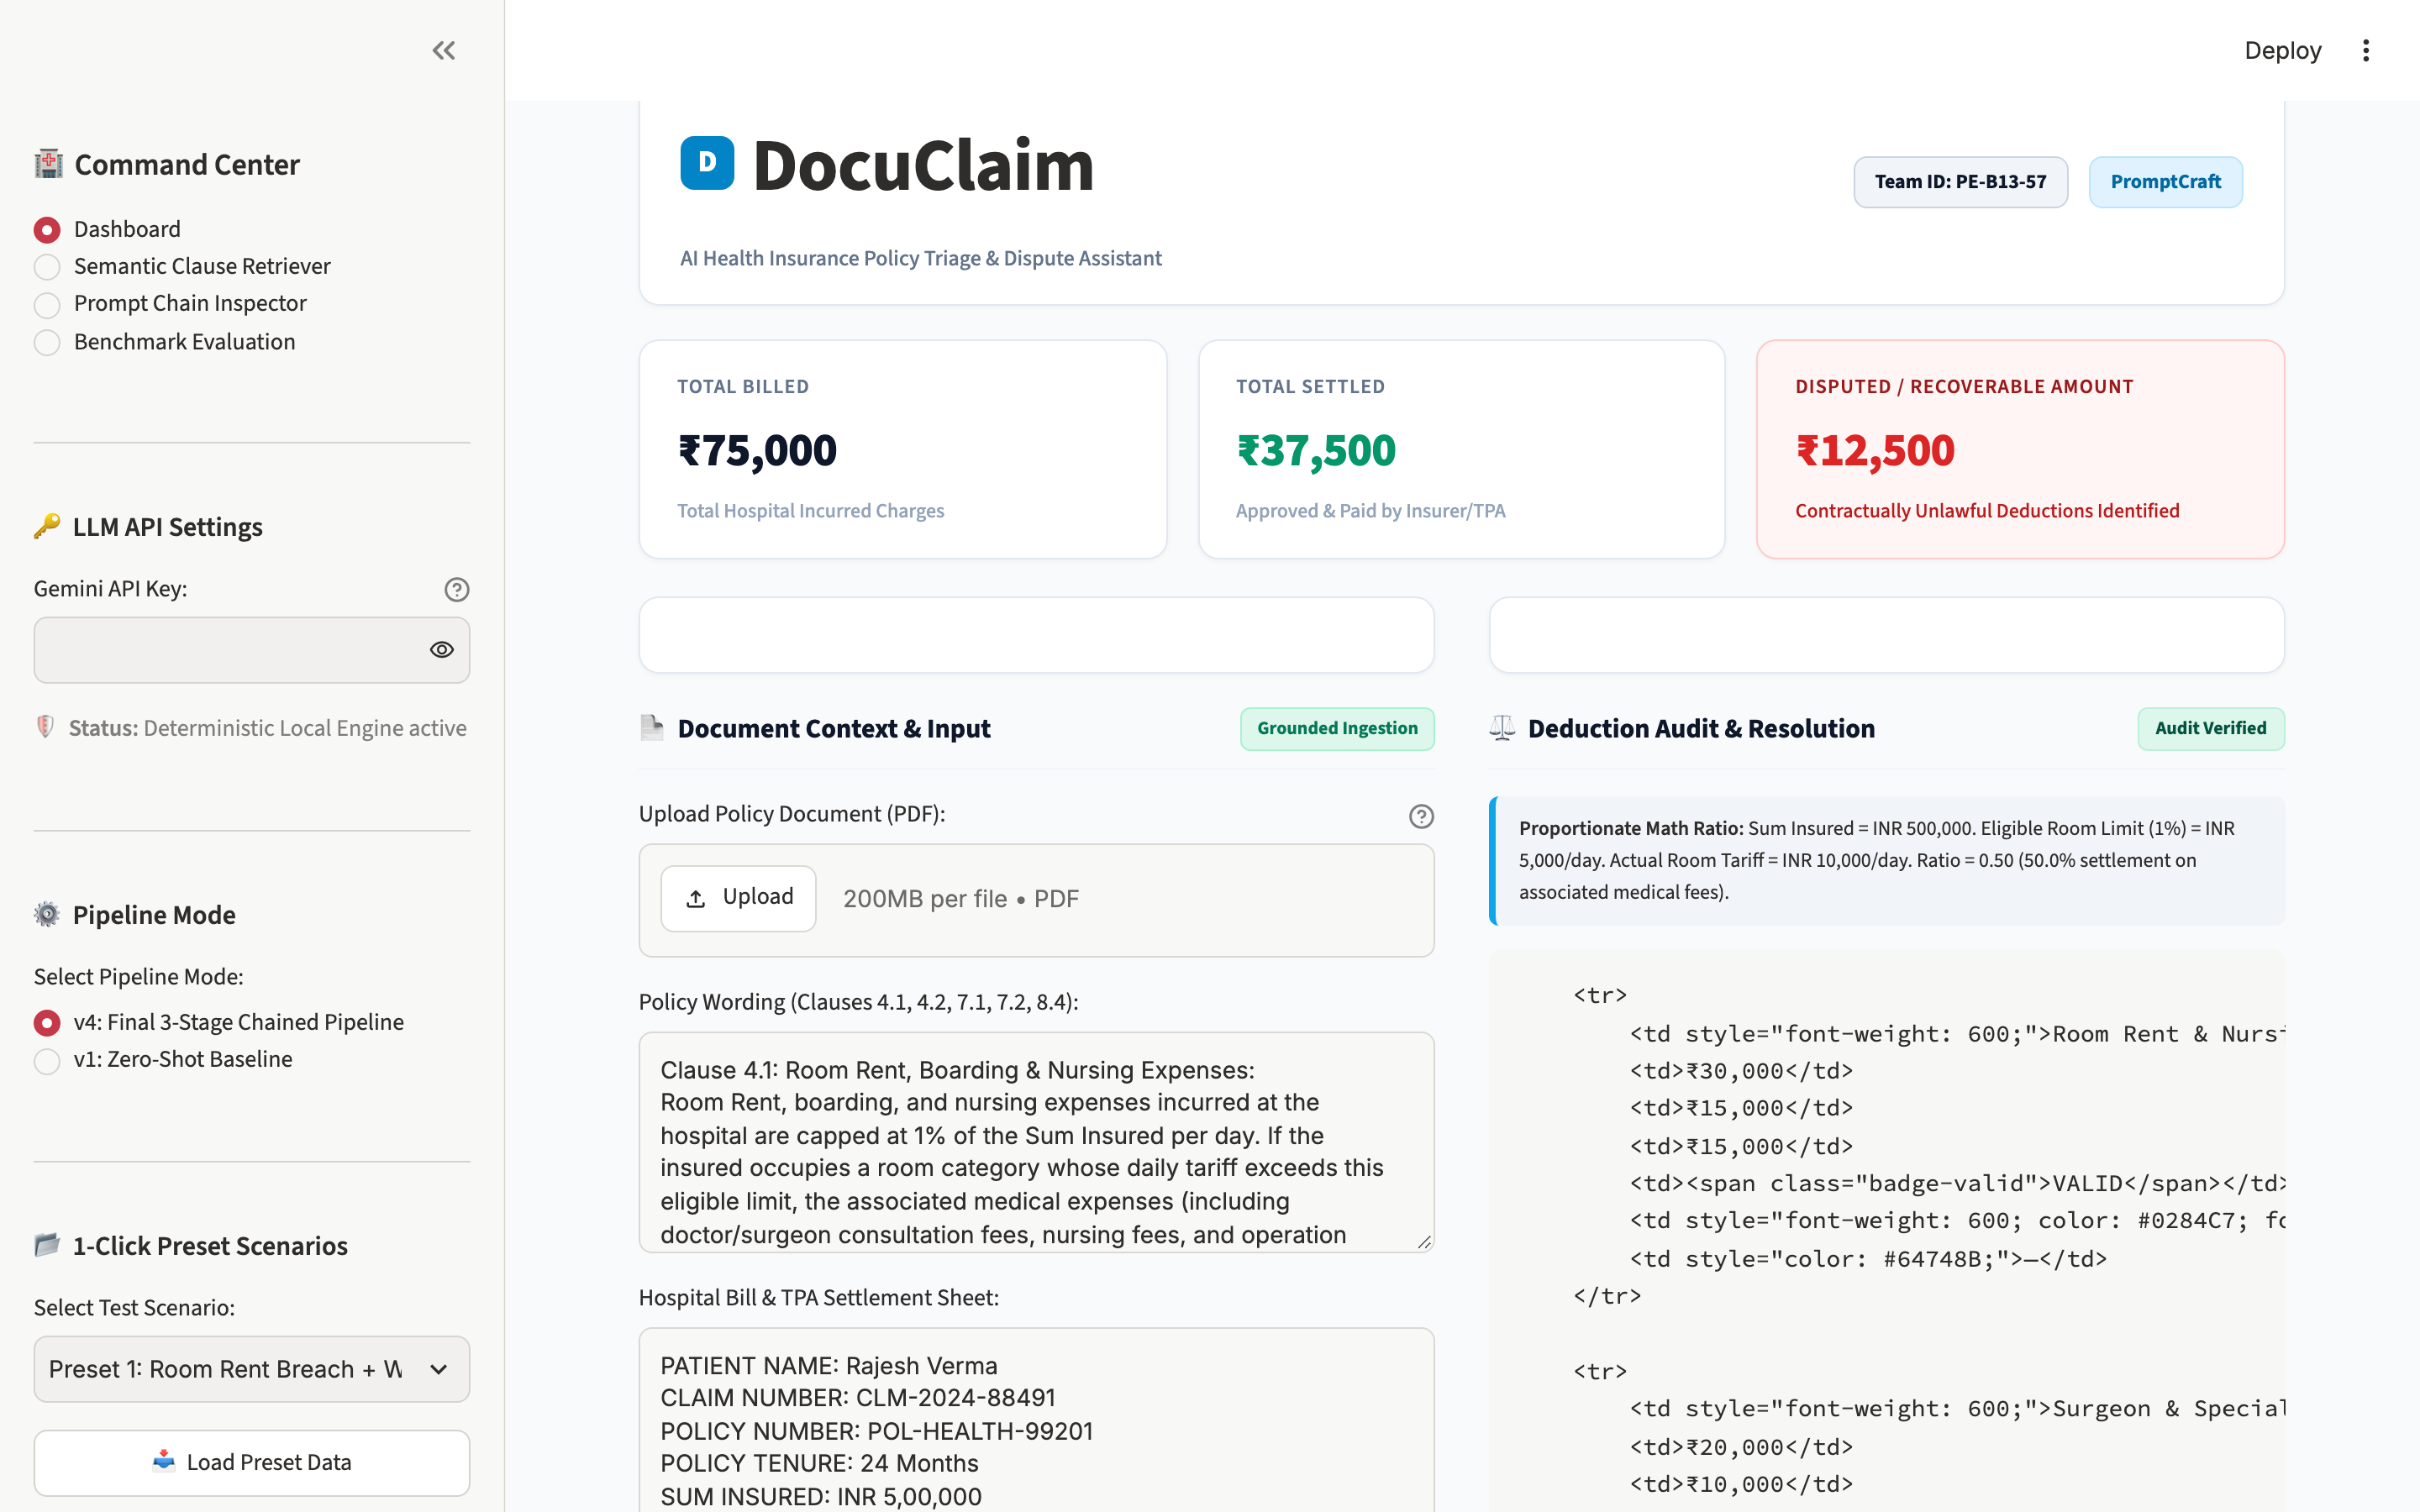 Deploy
Command Center
Dashboard
Semantic Clause Retriever
Prompt Chain Inspector
Benchmark Evaluation
LLM API Settings
Gemini API Key:
Status: Deterministic Local Engine active
Pipeline Mode
Select Pipeline Mode:
v4: Final 3-Stage Chained Pipeline
v1: Zero-Shot Baseline
1-Click Preset Scenarios
Select Test Scenario:
Preset 1: Room Rent Breach + W
Load Preset Data
D DocuClaim
Team ID: PE-B13-57
PromptCraft
AI Health Insurance Policy Triage & Dispute Assistant
TOTAL BILLED
₹75,000
Total Hospital Incurred Charges
TOTAL SETTLED
₹37,500
Approved & Paid by Insurer/TPA
DISPUTED / RECOVERABLE AMOUNT
₹12,500
Contractually Unlawful Deductions Identified
Document Context & Input
Grounded Ingestion
Upload Policy Document (PDF):
Upload
200MB per file • PDF
Policy Wording (Clauses 4.1, 4.2, 7.1, 7.2, 8.4):
Clause 4.1: Room Rent, Boarding & Nursing Expenses:
Room Rent, boarding, and nursing expenses incurred at the
hospital are capped at 1% of the Sum Insured per day. If the
insured occupies a room category whose daily tariff exceeds this
eligible limit, the associated medical expenses (including
doctor/surgeon consultation fees, nursing fees, and operation
Hospital Bill & TPA Settlement Sheet:
PATIENT NAME: Rajesh Verma
CLAIM NUMBER: CLM-2024-88491
POLICY NUMBER: POL-HEALTH-99201
POLICY TENURE: 24 Months
SUM INSURED: INR 5,00,000
Deduction Audit & Resolution
Audit Verified
Proportionate Math Ratio: Sum Insured = INR 500,000. Eligible Room Limit (1%) = INR
5,000/day. Actual Room Tariff = INR 10,000/day. Ratio = 0.50 (50.0% settlement on
associated medical fees).
<tr>
<td style="font-weight: 600;">Room Rent & Nursi
<td>₹30,000</td>
<td>₹15,000</td>
<td>₹15,000</td>
<td><span class="badge-valid">VALID</span></td>
<td style="font-weight: 600; color: #0284C7; fo
<td style="color: #64748B;">—</td>
</tr>
<tr>
<td style="font-weight: 600;">Surgeon & Special
<td>₹20,000</td>
<td>₹10,000</td>